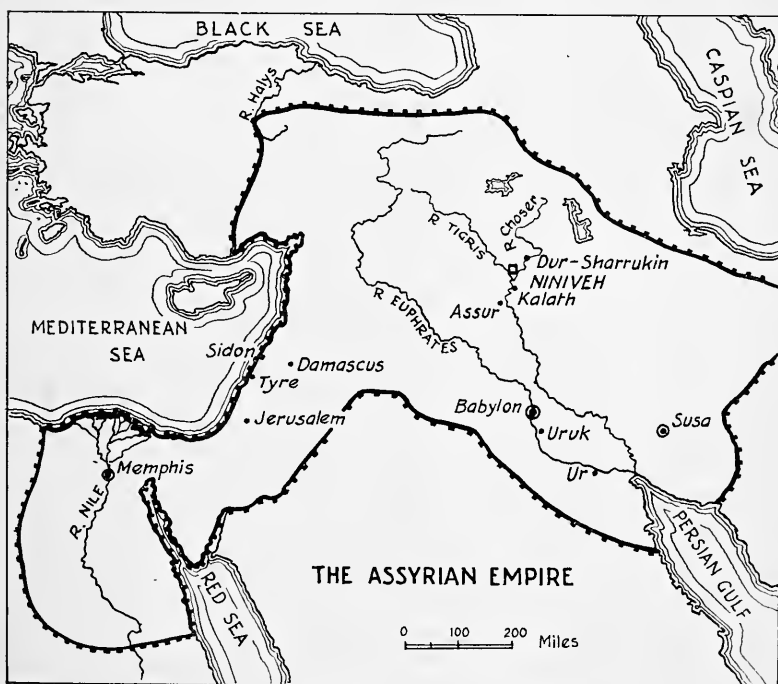 BLACK SEA
CASPIAN
SEA
R. Halys
R. Choser
R. TIGRIS
Dur-Sharrukin
NINIVEH
Kalath
Assur
R. EUPHRATES
MEDITERRANEAN
SEA
Sidon
Damascus
Tyre
Babylon
Susa
Jerusalem
Uruk
Memphis
Ur
R. NILE
PERSIAN GULF
RED SEA
THE ASSYRIAN EMPIRE
0 100 200 Miles